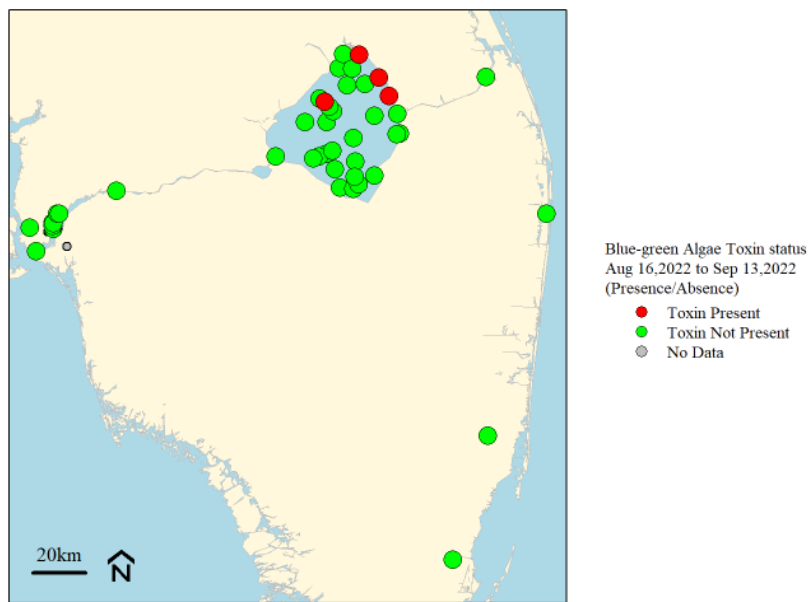 Blue-green Algae Toxin status
Aug 16,2022 to Sep 13,2022
(Presence/Absence)
Toxin Present
Toxin Not Present
No Data
20km
N